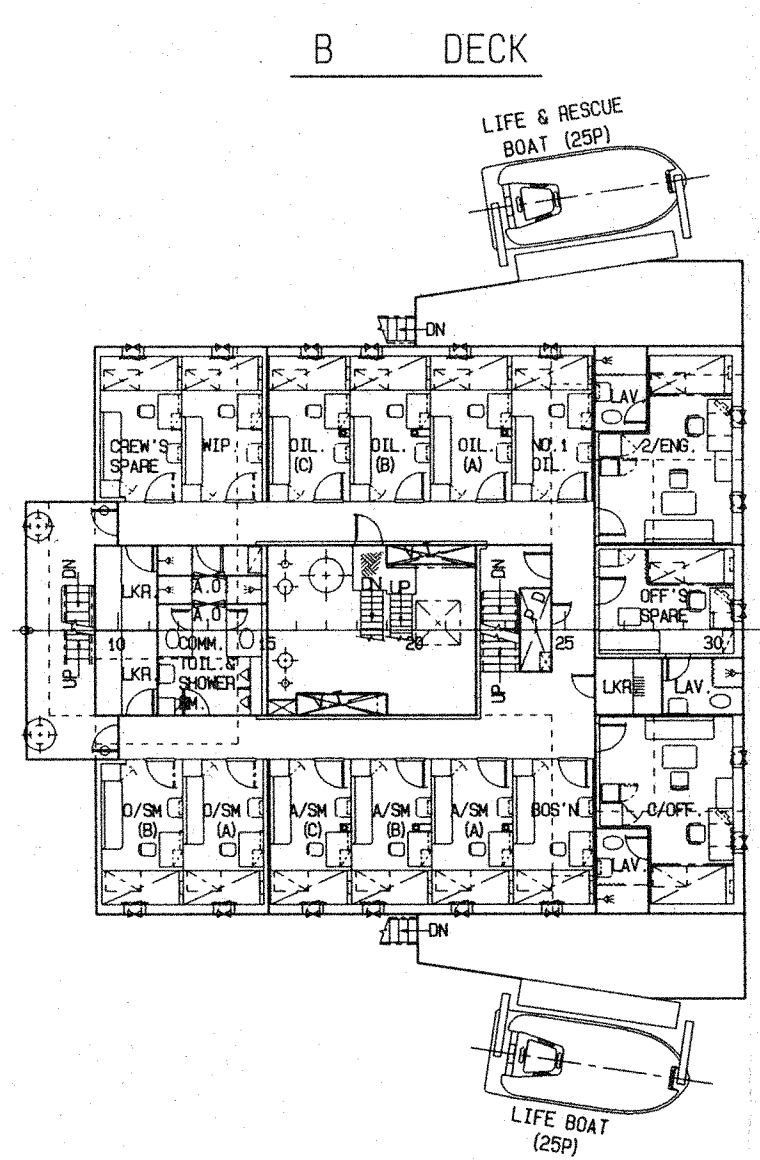 B DECK
LIFE & RESCUE
BOAT (25P)
DN
CREW'S
SPARE
WIP.
OIL.
(C)
OIL.
(B)
OIL.
(A)
NO.1
OIL.
LAV.
2/ENG.
DN
UP
LKR.
A.O
A.O
COMM.
TOIL.&
SHOWER
RM.
LKR.
DN
UP
DN
UP
P D
OFF'S
SPARE
10
15
20
25
30
LKR.
LAV.
O/SM
(B)
O/SM
(A)
A/SM
(C)
A/SM
(B)
A/SM
(A)
BOS'N
C/OFF.
LAV.
DN
LIFE BOAT
(25P)